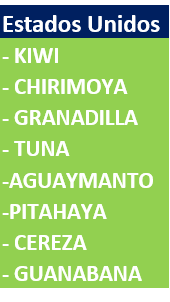 Estados Unidos
- KIWI
- CHIRIMOYA
- GRANADILLA
- TUNA
-AGUAYMANTO
-PITAHAYA
- CEREZA
- GUANABANA